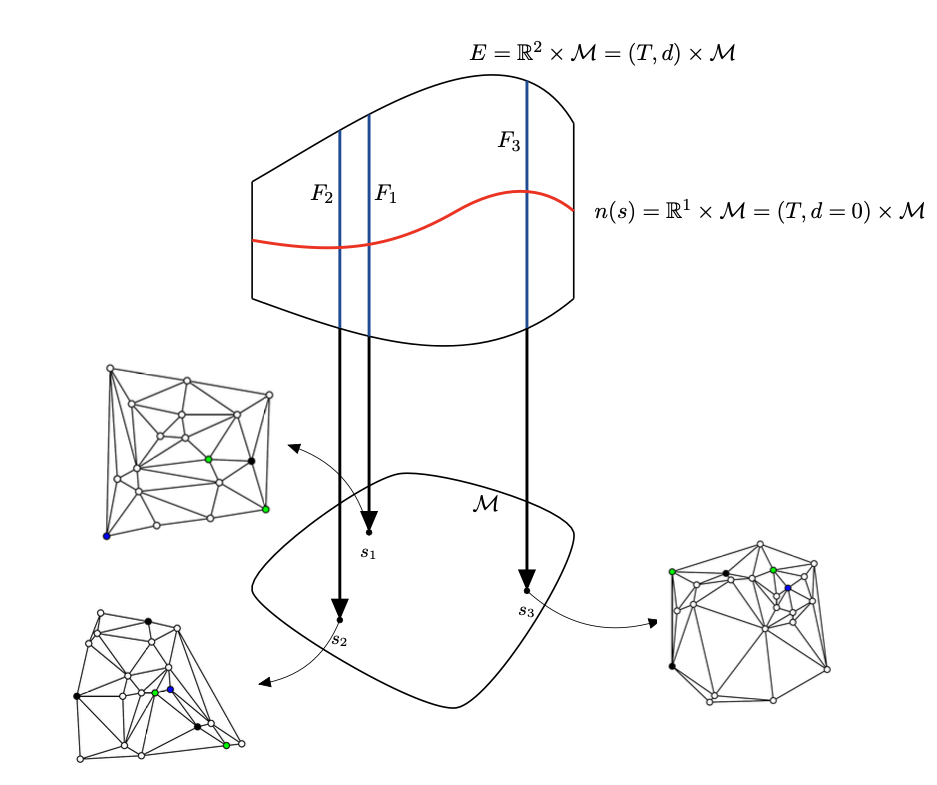 E = ℝ² × ℳ = (T, d) × ℳ
F₃
F₂
F₁
n(s) = ℝ¹ × ℳ = (T, d = 0) × ℳ
ℳ
s₁
s₃
s₂